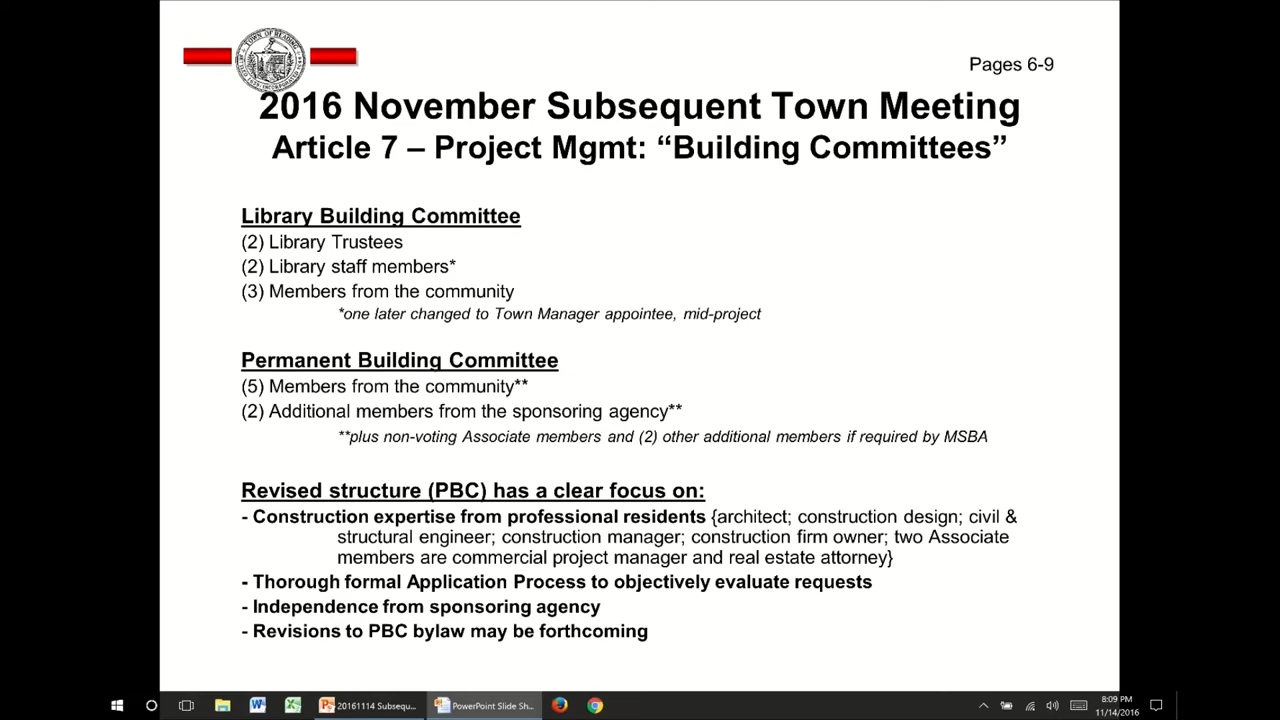 TOWN OF READING
Pages 6-9
2016 November Subsequent Town Meeting
Article 7 – Project Mgmt: “Building Committees”
Library Building Committee
(2) Library Trustees
(2) Library staff members*
(3) Members from the community
*one later changed to Town Manager appointee, mid-project
Permanent Building Committee
(5) Members from the community**
(2) Additional members from the sponsoring agency**
**plus non-voting Associate members and (2) other additional members if required by MSBA
Revised structure (PBC) has a clear focus on:
- Construction expertise from professional residents {architect; construction design; civil &
structural engineer; construction manager; construction firm owner; two Associate
members are commercial project manager and real estate attorney}
- Thorough formal Application Process to objectively evaluate requests
- Independence from sponsoring agency
- Revisions to PBC bylaw may be forthcoming
20161114 Subsequ...
PowerPoint Slide Sh...
8:09 PM
11/14/2016